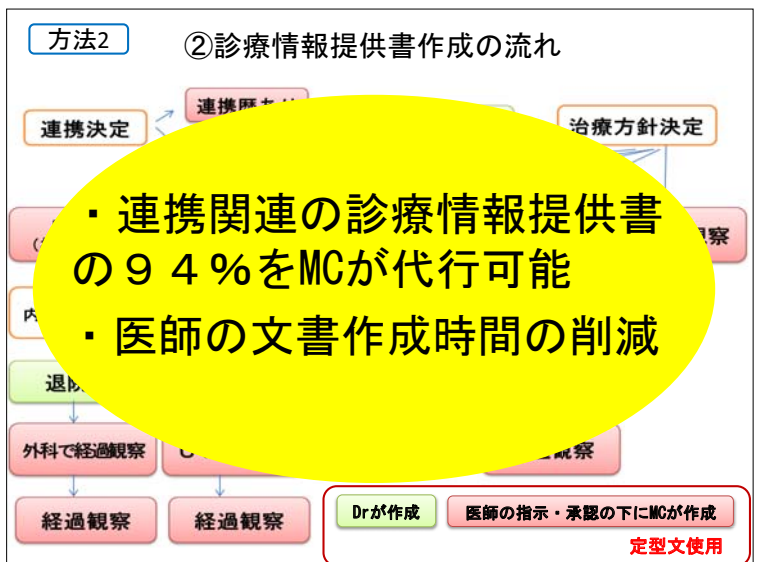 方法2
②診療情報提供書作成の流れ
連携決定
治療方針決定
・連携関連の診療情報提供書
の９４%をMCが代行可能
・医師の文書作成時間の削減
外科で経過観察
経過観察
経過観察
Drが作成
医師の指示・承認の下にMCが作成
定型文使用